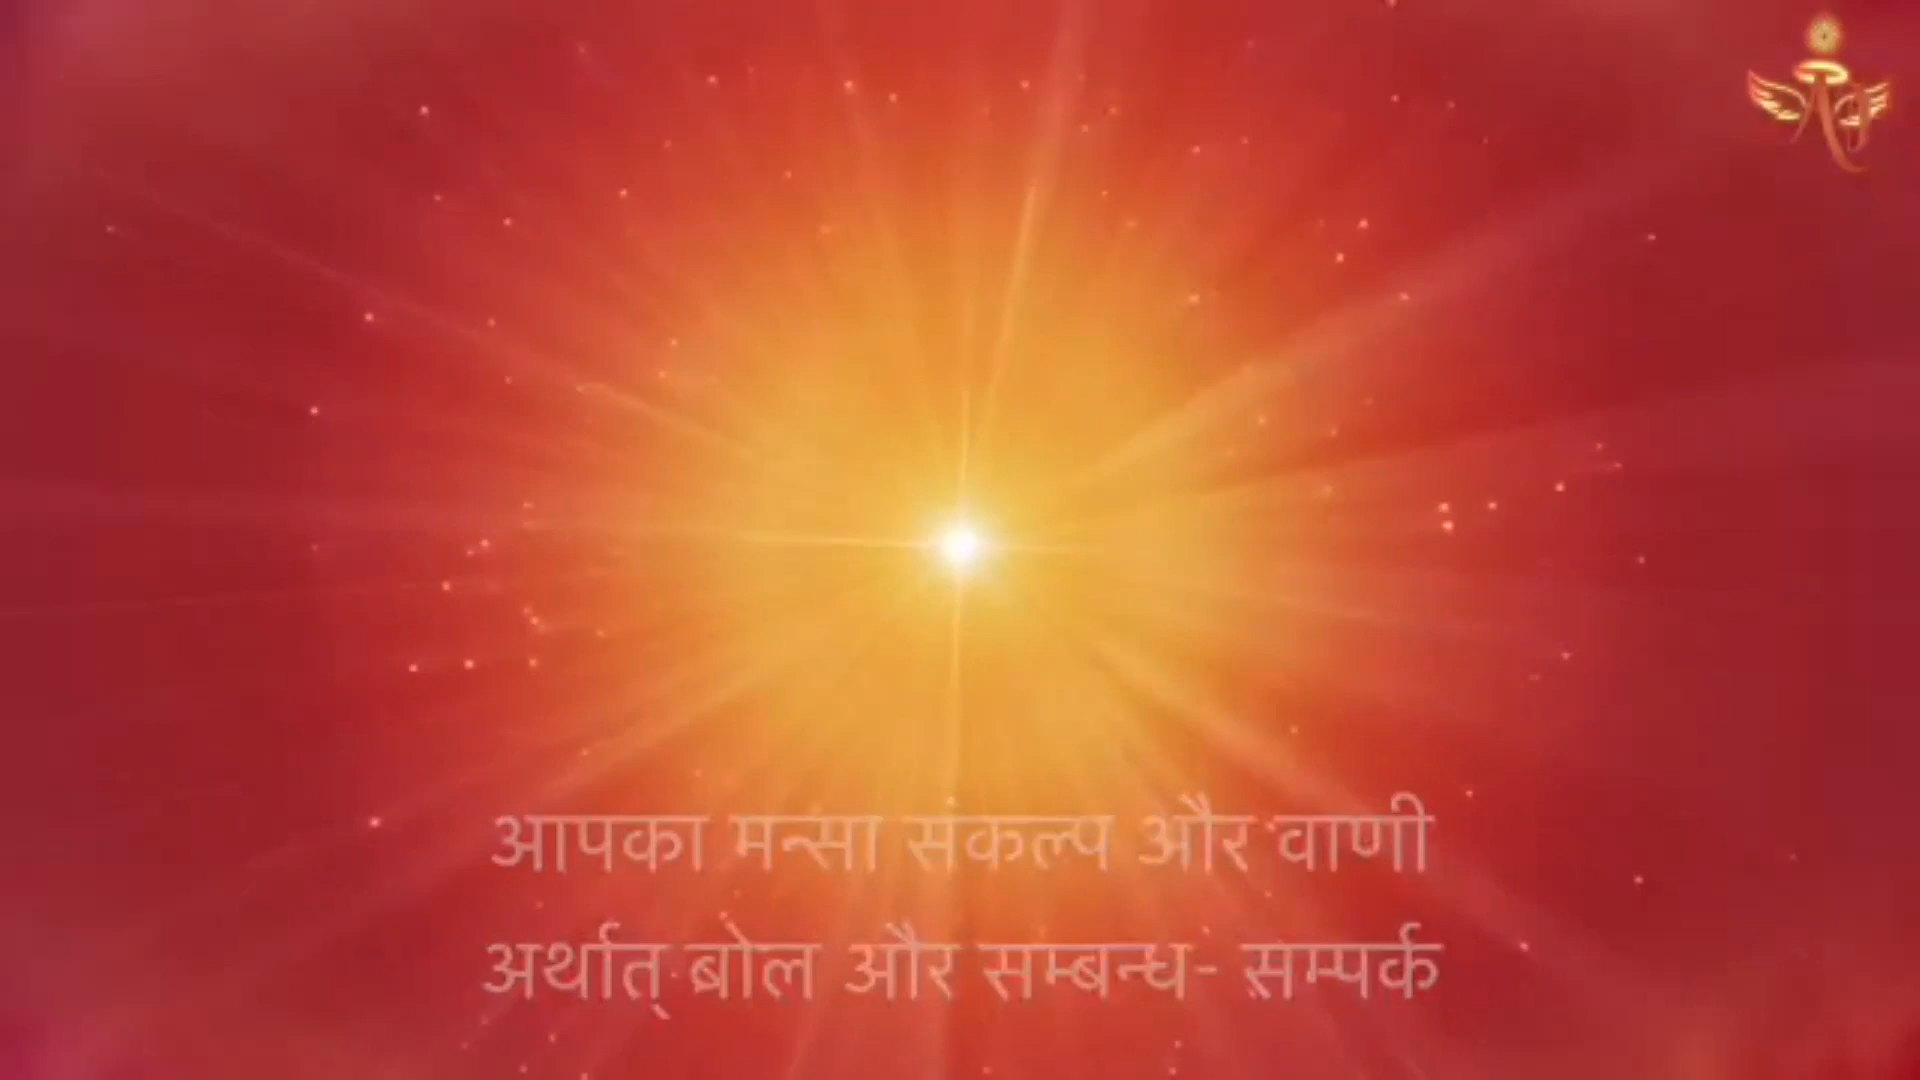 आपका मन्सा संकल्प और वाणी
अर्थात् बोल और सम्बन्ध- सम्पर्क